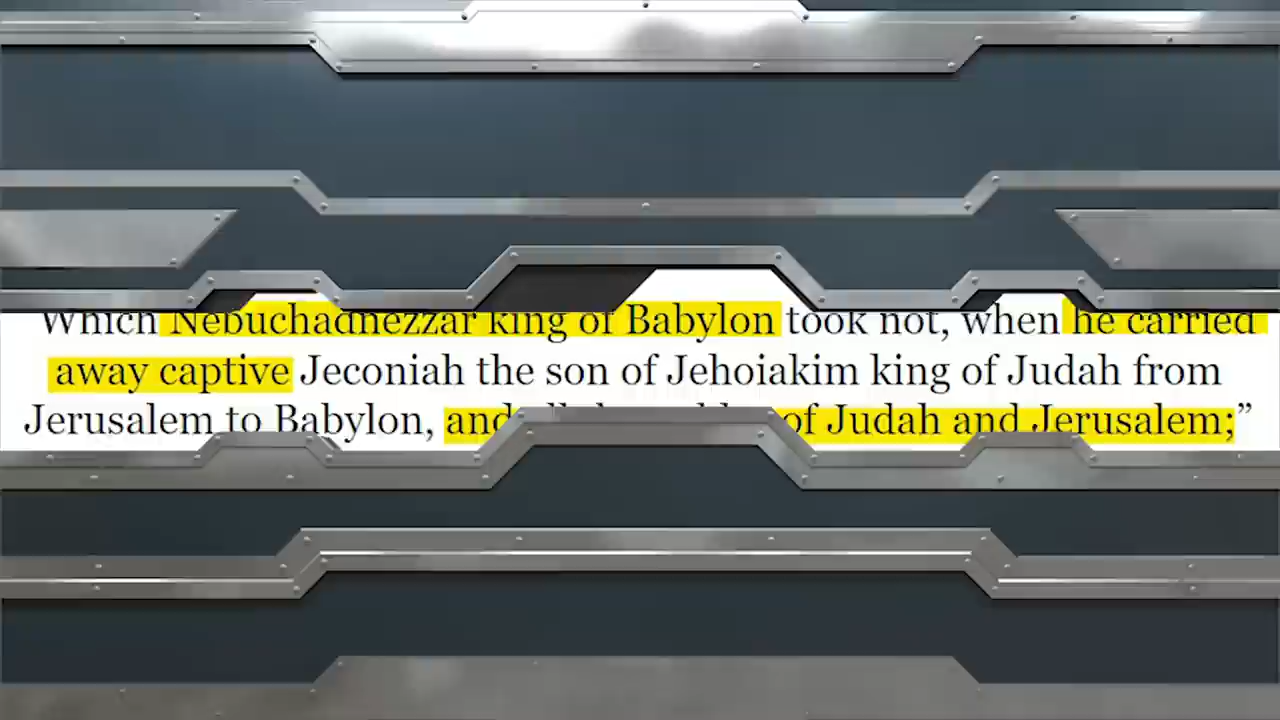 Which Nebuchadnezzar king of Babylon took not, when he carried
away captive Jeconiah the son of Jehoiakim king of Judah from
Jerusalem to Babylon, and of Judah and Jerusalem;”